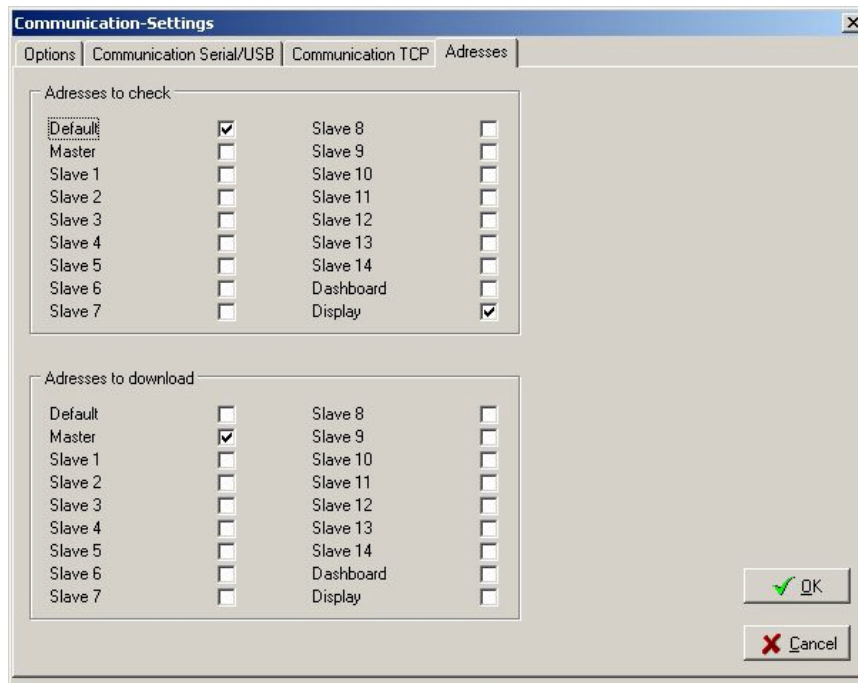 Communication-Settings
Options Communication Serial/USB Communication TCP Adresses
Adresses to check
Default Slave 8
Master Slave 9
Slave 1 Slave 10
Slave 2 Slave 11
Slave 3 Slave 12
Slave 4 Slave 13
Slave 5 Slave 14
Slave 6 Dashboard
Slave 7 Display
Adresses to download
Default Slave 8
Master Slave 9
Slave 1 Slave 10
Slave 2 Slave 11
Slave 3 Slave 12
Slave 4 Slave 13
Slave 5 Slave 14
Slave 6 Dashboard
Slave 7 Display
OK
Cancel